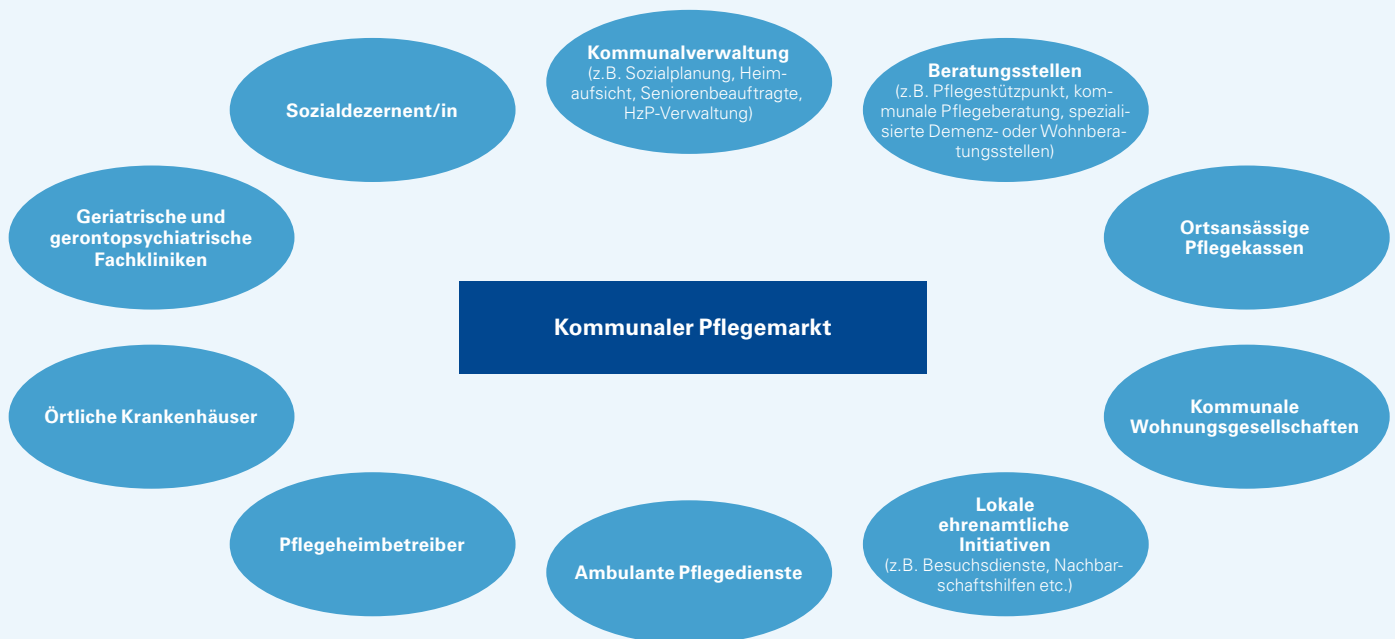 Kommunalverwaltung
(z.B. Sozialplanung, Heim-
aufsicht, Seniorenbeauftragte,
HzP-Verwaltung)
Beratungsstellen
(z.B. Pflegestützpunkt, kom-
munale Pflegeberatung, speziali-
sierte Demenz- oder Wohnbera-
tungsstellen)
Sozialdezernent/in
Geriatrische und
gerontopsychiatrische
Fachkliniken
Ortsansässige
Pflegekassen
Kommunaler Pflegemarkt
Örtliche Krankenhäuser
Kommunale
Wohnungsgesellschaften
Pflegeheimbetreiber
Ambulante Pflegedienste
Lokale
ehrenamtliche
Initiativen
(z.B. Besuchsdienste, Nachbar-
schaftshilfen etc.)